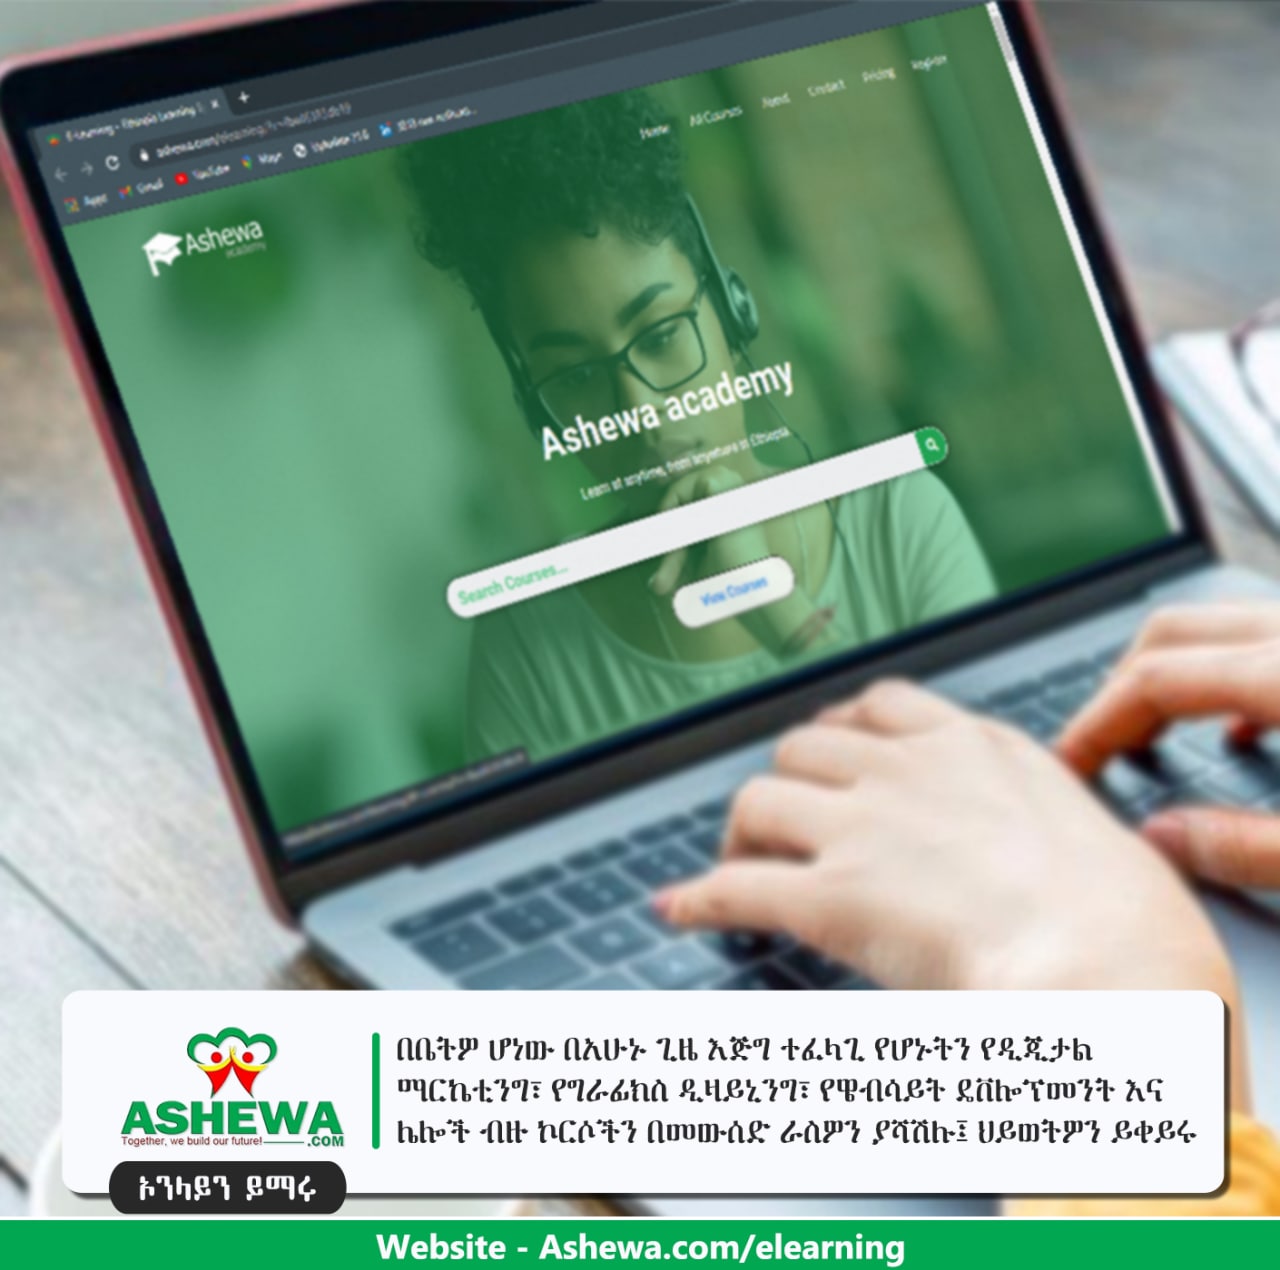 E-Learning - Ethiopia Learning
Apps Gmail YouTube Maps
Home All Courses About Contact Pricing Register
Ashewa
academy
Ashewa academy
Learn at anytime, from anywhere in Ethiopia
Search Courses...
View Courses
ASHEWA
Together, we build our future!
.COM
ኦንላይን ይማሩ
በቤትዎ ሆነው በአሁኑ ጊዜ እጅግ ተፈላጊ የሆኑትን የዲጂታል
ማርኬቲንግ፣ የግራፊክስ ዲዛይኒንግ፣ የዌብሳይት ዴቨሎፕመንት እና
ሌሎች ብዙ ኮርሶችን በመውሰድ ራስዎን ያሻሽሉ፤ ህይወትዎን ይቀይሩ
Website - Ashewa.com/elearning